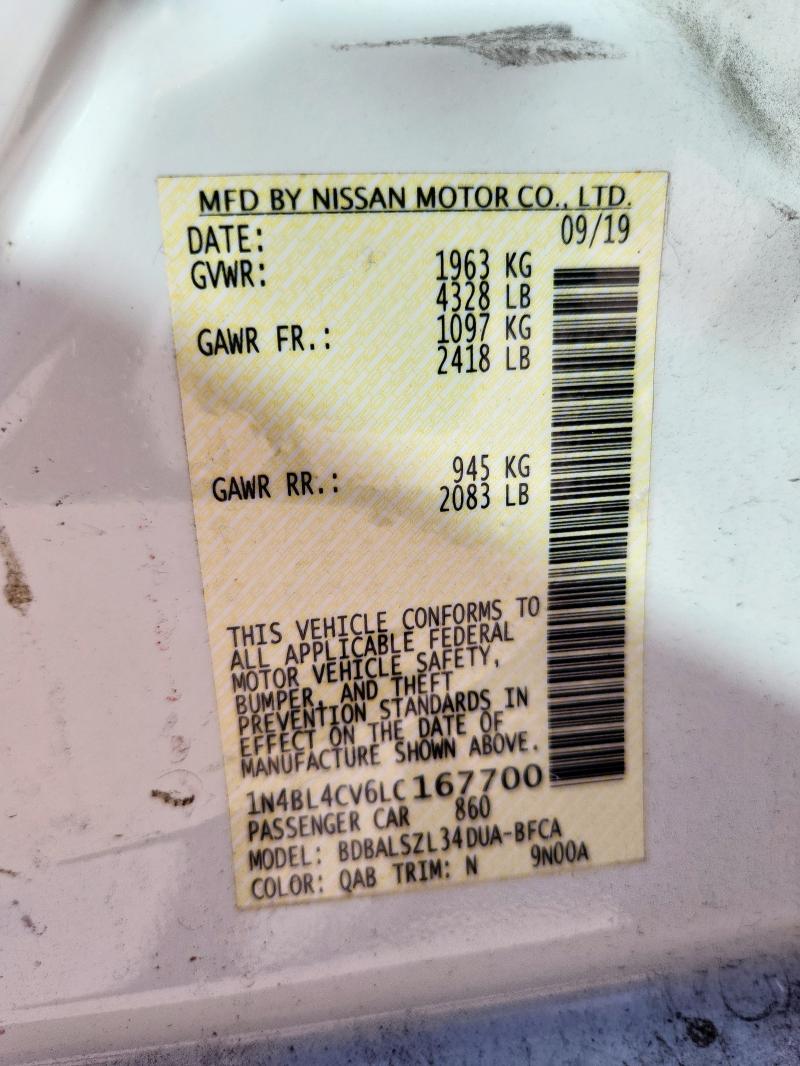 MFD BY NISSAN MOTOR CO., LTD.
DATE: 09/19
GVWR: 1963 KG
4328 LB
GAWR FR.: 1097 KG
2418 LB
GAWR RR.: 945 KG
2083 LB
THIS VEHICLE CONFORMS TO
ALL APPLICABLE FEDERAL
MOTOR VEHICLE SAFETY,
BUMPER, AND THEFT
PREVENTION STANDARDS IN
EFFECT ON THE DATE OF
MANUFACTURE SHOWN ABOVE.
1N4BL4CV6LC167700
PASSENGER CAR 860
MODEL: BDBALSZL34DUA-BFCA
COLOR: QAB TRIM: N 9N00A